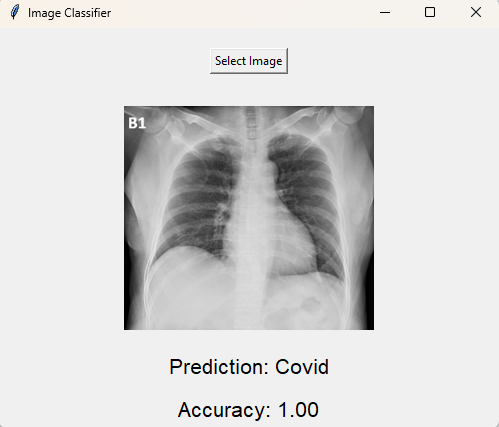 Image Classifier
Select Image
B1
Prediction: Covid
Accuracy: 1.00